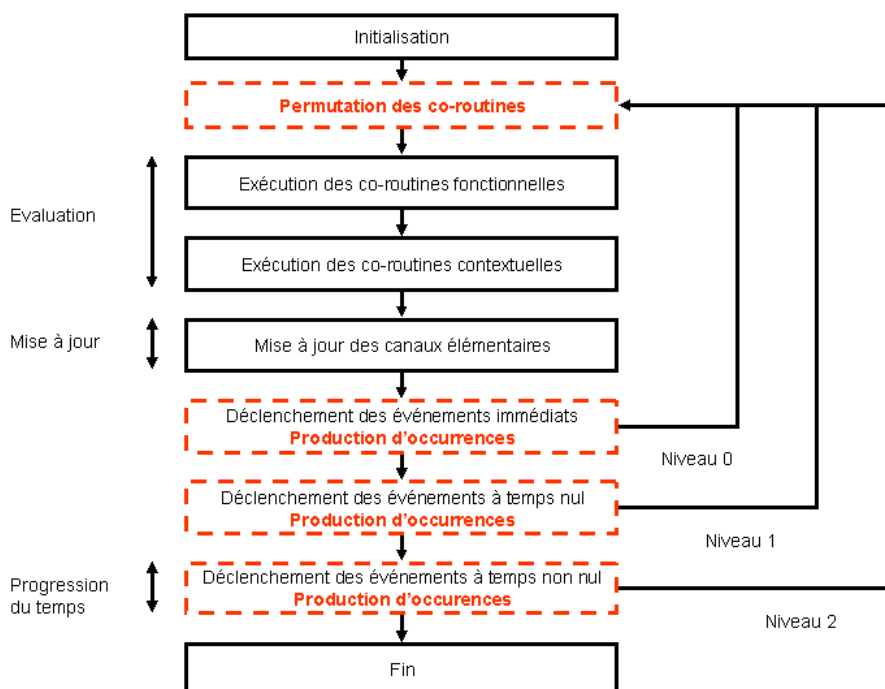 Initialisation
Permutation des co-routines
Exécution des co-routines fonctionnelles
Evaluation
Exécution des co-routines contextuelles
Mise à jour
Mise à jour des canaux élémentaires
Déclenchement des événements immédiats
Production d'occurrences
Niveau 0
Déclenchement des événements à temps nul
Production d'occurrences
Niveau 1
Progression
du temps
Déclenchement des événements à temps non nul
Production d'occurences
Niveau 2
Fin